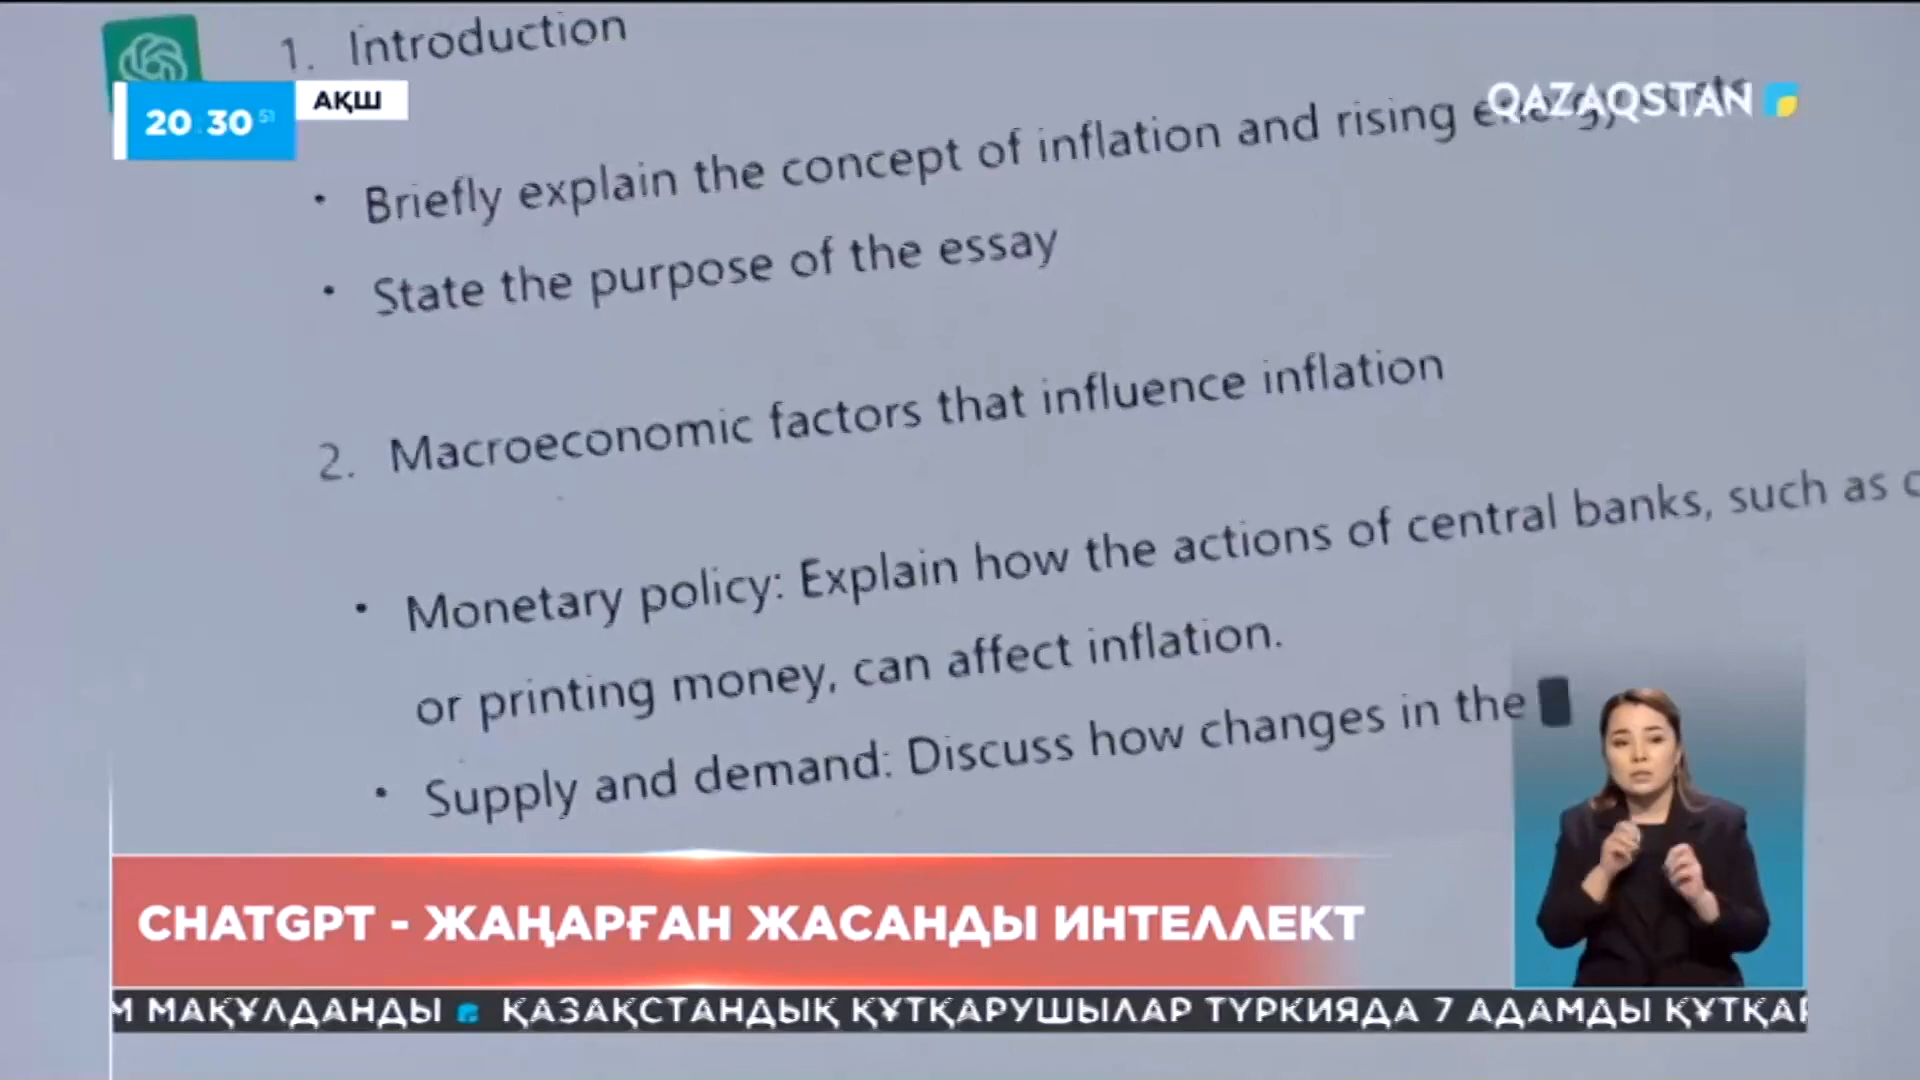 1. Introduction
20:30 51
АҚШ
QAZAQSTAN
• Briefly explain the concept of inflation and rising
• State the purpose of the essay
2. Macroeconomic factors that influence inflation
• Monetary policy: Explain how the actions of central banks, such as
or printing money, can affect inflation.
• Supply and demand: Discuss how changes in the
CHATGPT - ЖАҢАРҒАН ЖАСАНДЫ ИНТЕЛЛЕКТ
М МАҚҰЛДАНДЫ ҚАЗАҚСТАНДЫҚ ҚҰТҚАРУШЫЛАР ТҮРКИЯДА 7 АДАМДЫ ҚҰТҚАР